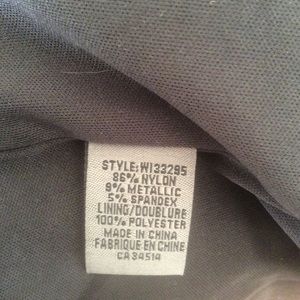 STYLE:WI33295
86% NYLON
9% METALLIC
5% SPANDEX
LINING/DOUBLURE
100% POLYESTER
MADE IN CHINA
FABRIQUE EN CHINE
CA 34514